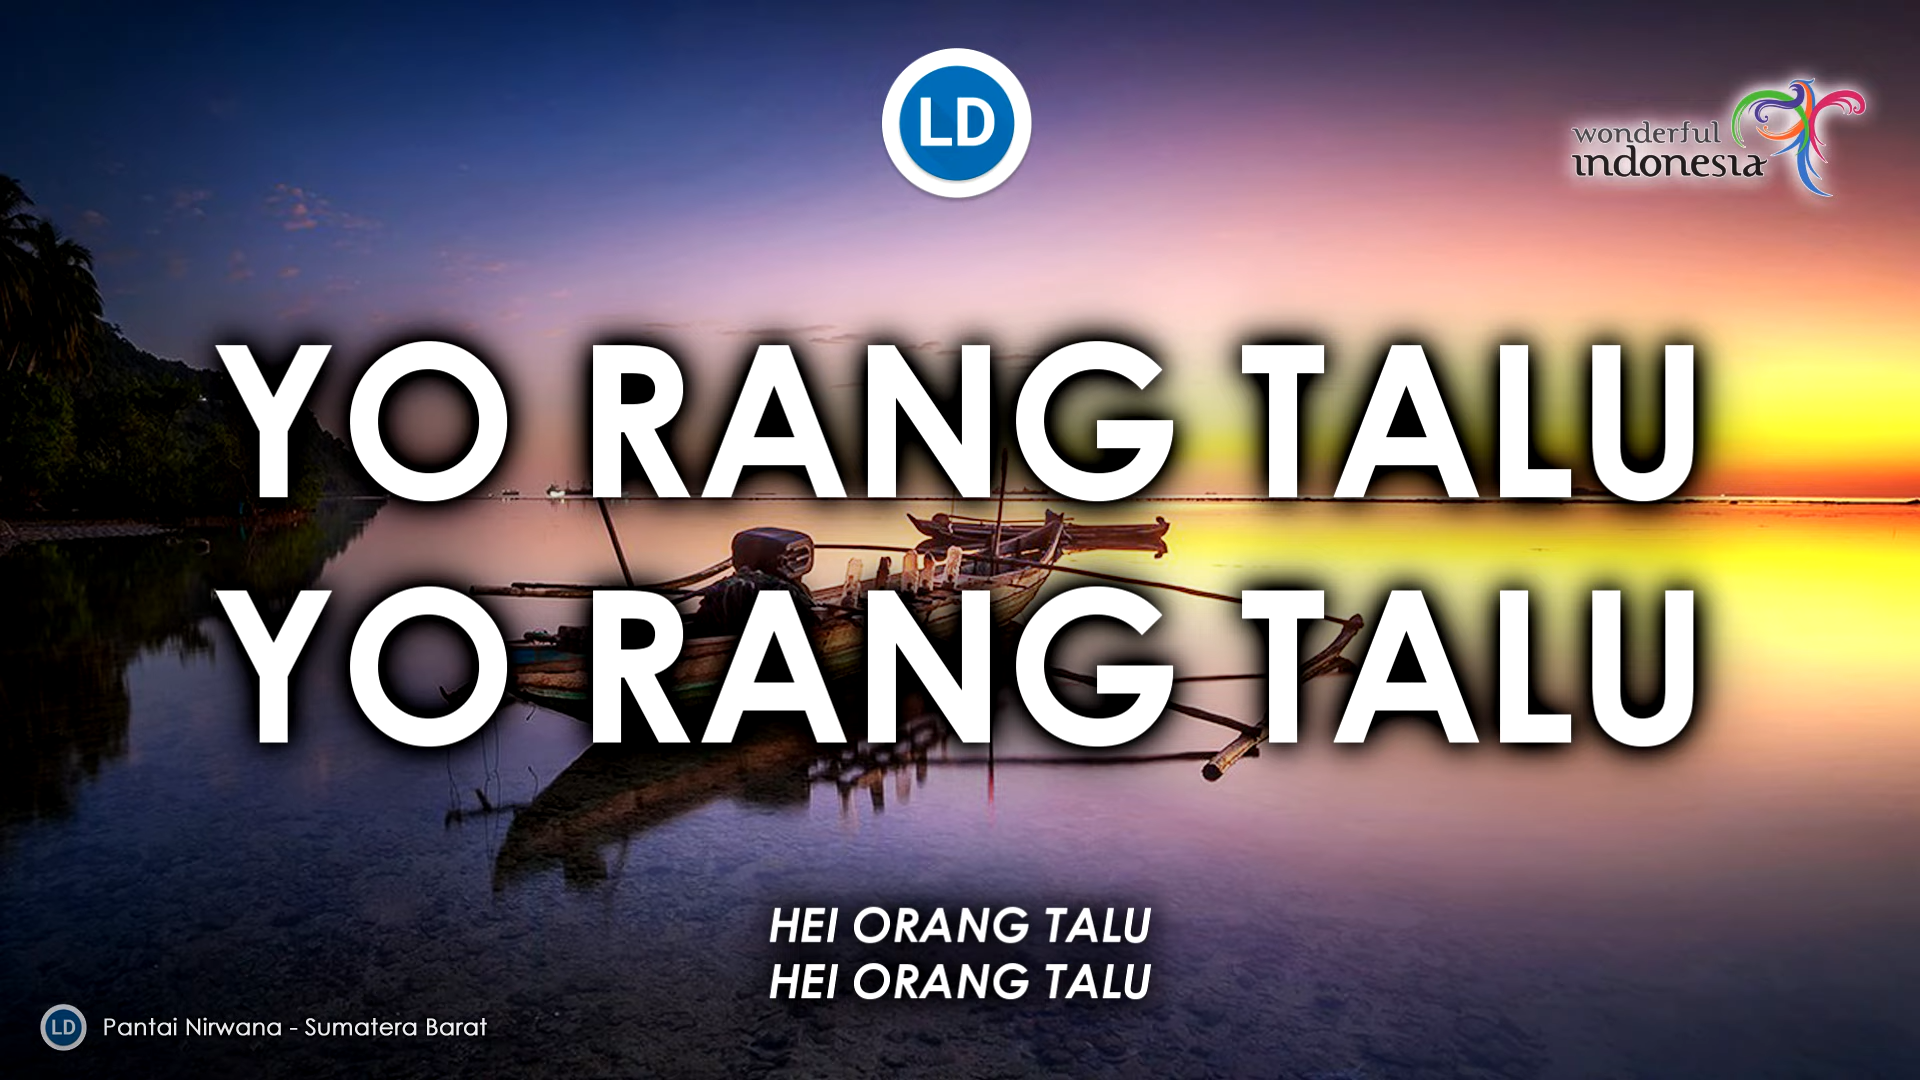 LD
wonderful
indonesia
YO RANG TALU
YO RANG TALU
HEI ORANG TALU
HEI ORANG TALU
LD Pantai Nirwana - Sumatera Barat